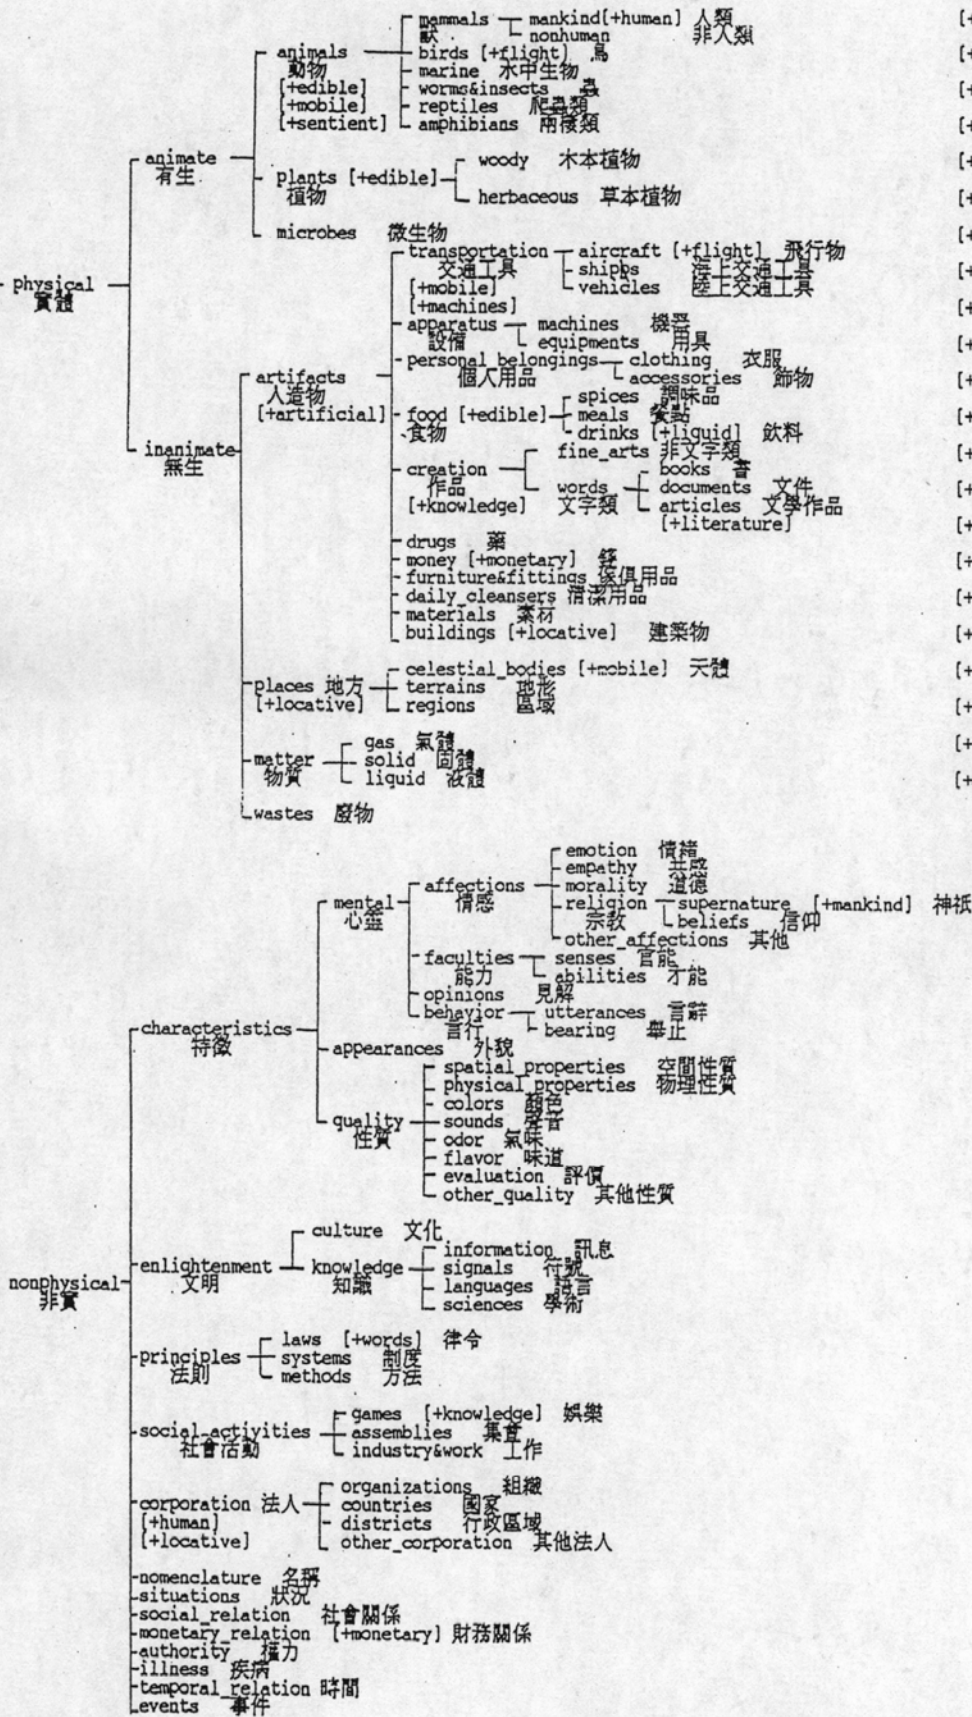 mammals mankind[+human] 人類 [+
獸 nonhuman 非人類
animals birds [+flight] 鳥 [+
動物 marine 水中生物
[+edible] worms&insects 蟲 [+
[+mobile] reptiles 爬蟲類 [+
[+sentient] amphibians 兩棲類 [+
animate woody 木本植物 [+
有生
plants [+edible] [+
植物 herbaceous 草本植物
microbes 微生物 [+
transportation aircraft [+flight] 飛行物
physical 交通工具 shipbs 海上交通工具 [+
實體 [+mobile] vehicles 陸上交通工具
[+machines] [+
apparatus machines 機器
設備 equipments 用具 [+
personal_belongings clothing 衣服
artifacts 個人用品 accessories 飾物 [+
人造物 spices 調味品
[+artificial] food [+edible] meals 餐點 [+
食物 drinks [+liquid] 飲料
inanimate fine_arts 非文字類 [+
無生 creation books 書
作品 words documents 文件 [+
[+knowledge] 文字類 articles 文學作品
[+literature] [+
drugs 藥
money [+monetary] 錢 [+
furniture&fittings 傢俱用品
daily_cleansers 清潔用品 [+
materials 素材
buildings [+locative] 建築物 [+
celestial_bodies [+mobile] 天體 [+
places 地方 terrains 地形
[+locative] regions 區域 [+
gas 氣體 [+
matter solid 固體
物質 liquid 液體 [+
wastes 廢物
emotion 情緒
empathy 共感
affections morality 道德
mental 情感 religion supernature [+mankind] 神祇
心靈 宗教 beliefs 信仰
other_affections 其他
faculties senses 官能
能力 abilities 才能
opinions 見解
behavior utterances 言辭
characteristics 言行 bearing 舉止
特徵 appearances 外貌
spatial_properties 空間性質
physical_properties 物理性質
colors 顏色
quality sounds 聲音
性質 odor 氣味
flavor 味道
evaluation 評價
other_quality 其他性質
culture 文化
enlightenment information 訊息
文明 knowledge signals 符號
nonphysical 知識 languages 語言
非實 sciences 學術
laws [+words] 律令
principles systems 制度
法則 methods 方法
games [+knowledge] 娛樂
social_activities assemblies 集會
社會活動 industry&work 工作
organizations 組織
corporation 法人 countries 國家
[+human] districts 行政區域
[+locative] other_corporation 其他法人
nomenclature 名稱
situations 狀況
social_relation 社會關係
monetary_relation [+monetary] 財務關係
authority 權力
illness 疾病
temporal_relation 時間
events 事件